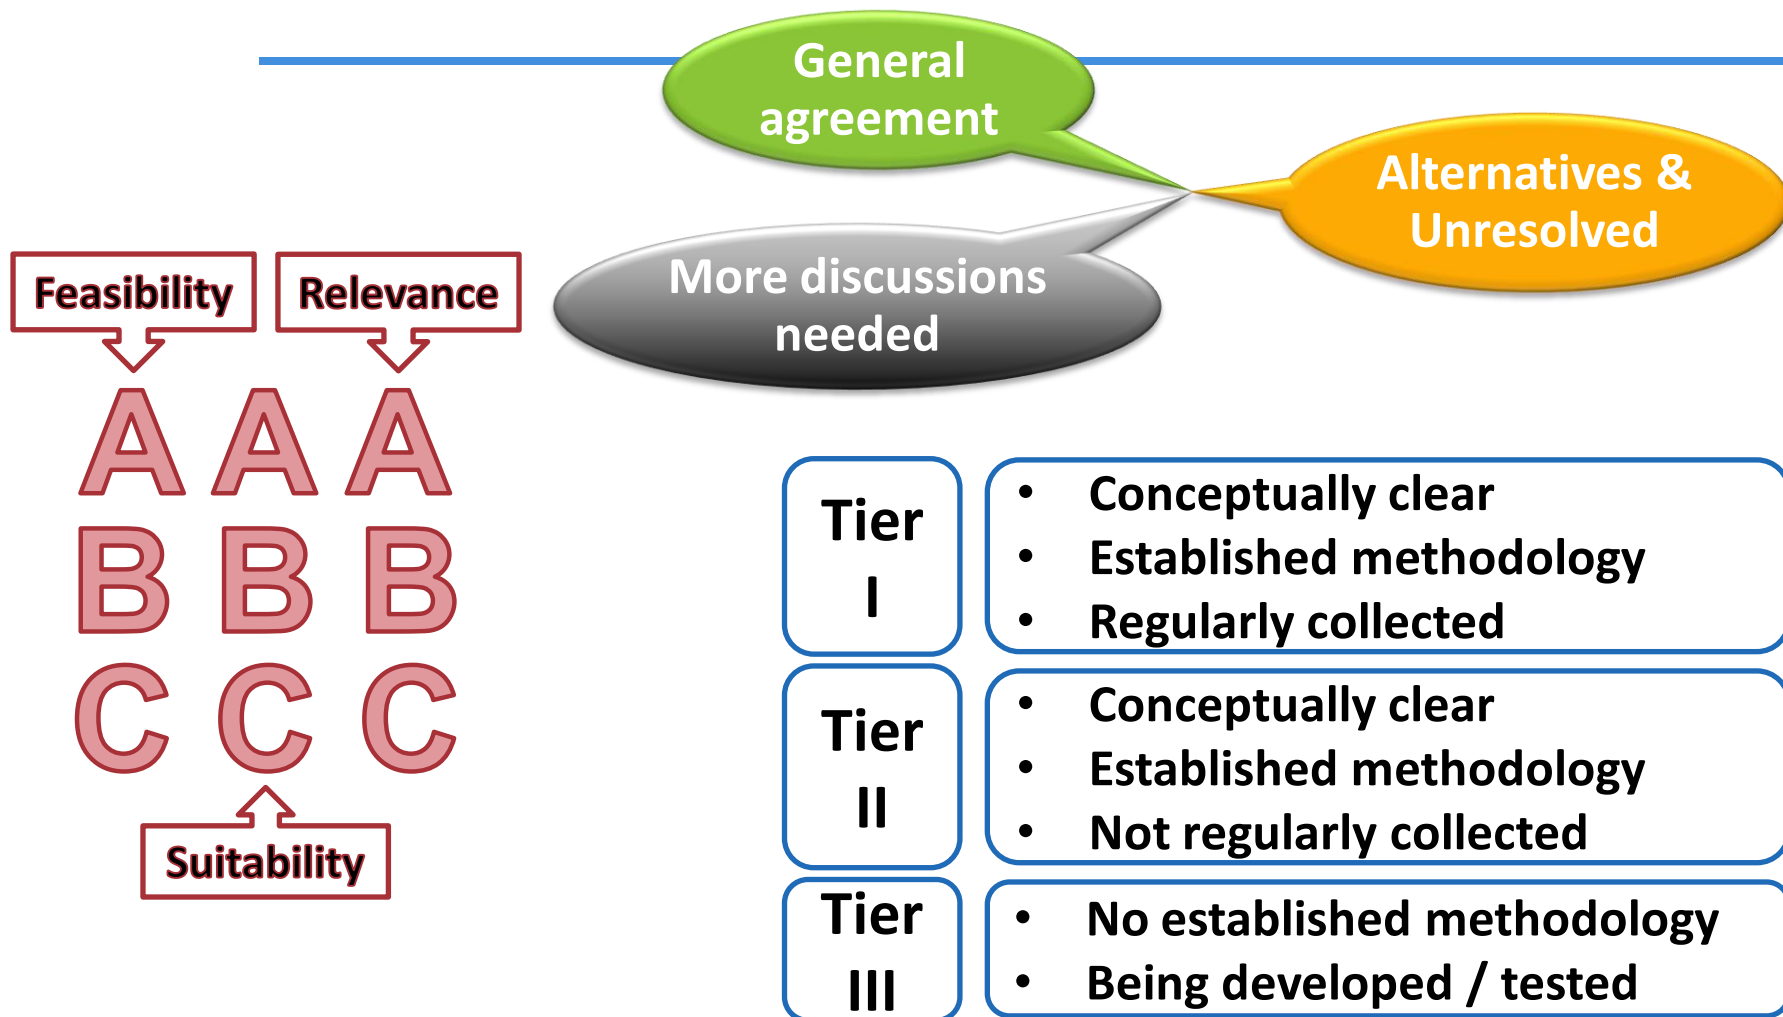 General
agreement
Alternatives &
Unresolved
More discussions
needed
Feasibility
Relevance
A A A
B B B
C C C
Suitability
Tier
I
• Conceptually clear
• Established methodology
• Regularly collected
Tier
II
• Conceptually clear
• Established methodology
• Not regularly collected
Tier
III
• No established methodology
• Being developed / tested